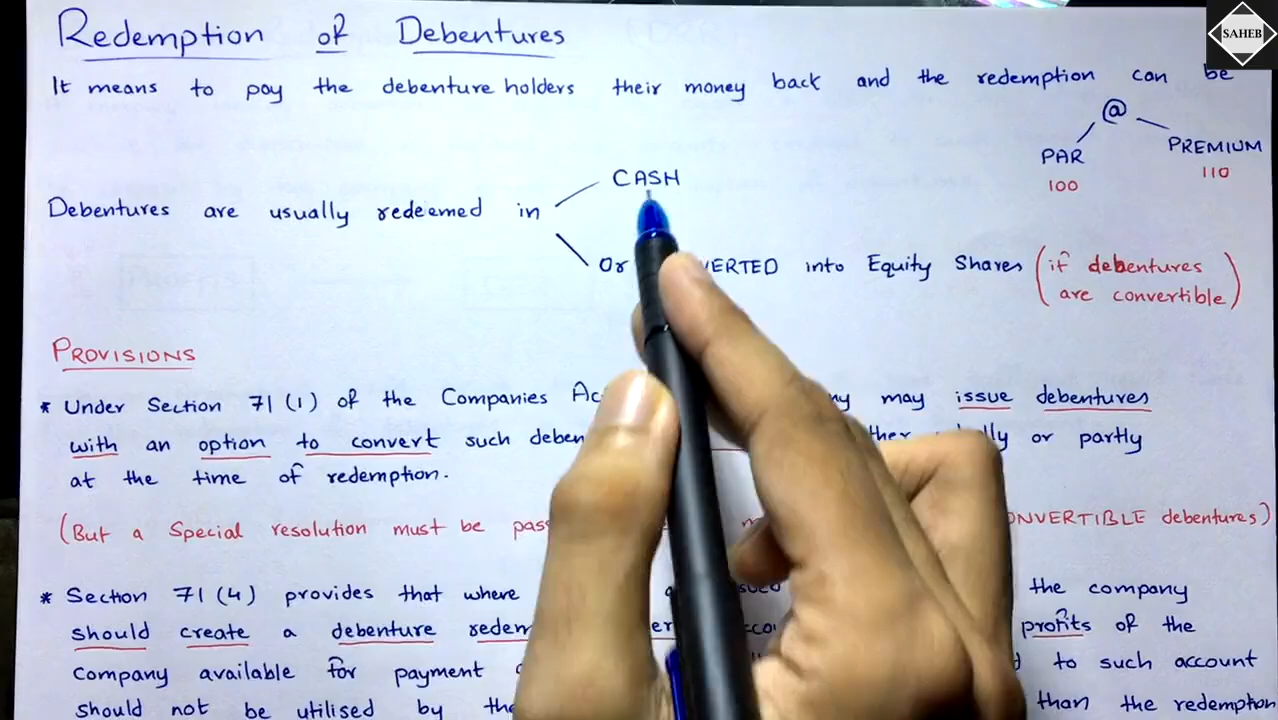 SAHEB
Redemption of Debentures
It means to pay the debenture holders their money back and the redemption can be
@
PAR PREMIUM
100 110
CASH
Debentures are usually redeemed in
Or VERTED into Equity Shares (if debentures
are convertible)
PROVISIONS
* Under Section 71 (1) of the Companies Ac ny may issue debentures
with an option to convert such deben ther lly or partly
at the time of redemption.
(But a Special resolution must be pass ONVERTIBLE debentures)
* Section 71 (4) provides that where the company
should create a debenture redem profits of the
company available for payment to such account
should not be utilised by the than the redemption